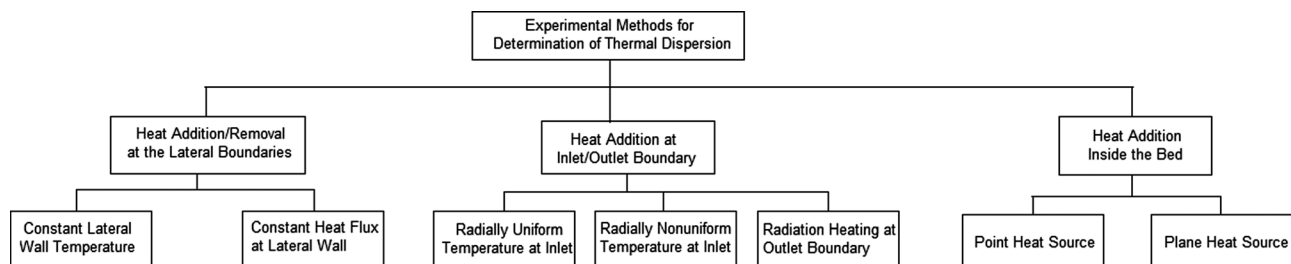 Experimental Methods for
Determination of Thermal Dispersion
Heat Addition/Removal
at the Lateral Boundaries
Heat Addition at
Inlet/Outlet Boundary
Heat Addition
Inside the Bed
Constant Lateral
Wall Temperature
Constant Heat Flux
at Lateral Wall
Radially Uniform
Temperature at Inlet
Radially Nonuniform
Temperature at Inlet
Radiation Heating at
Outlet Boundary
Point Heat Source
Plane Heat Source